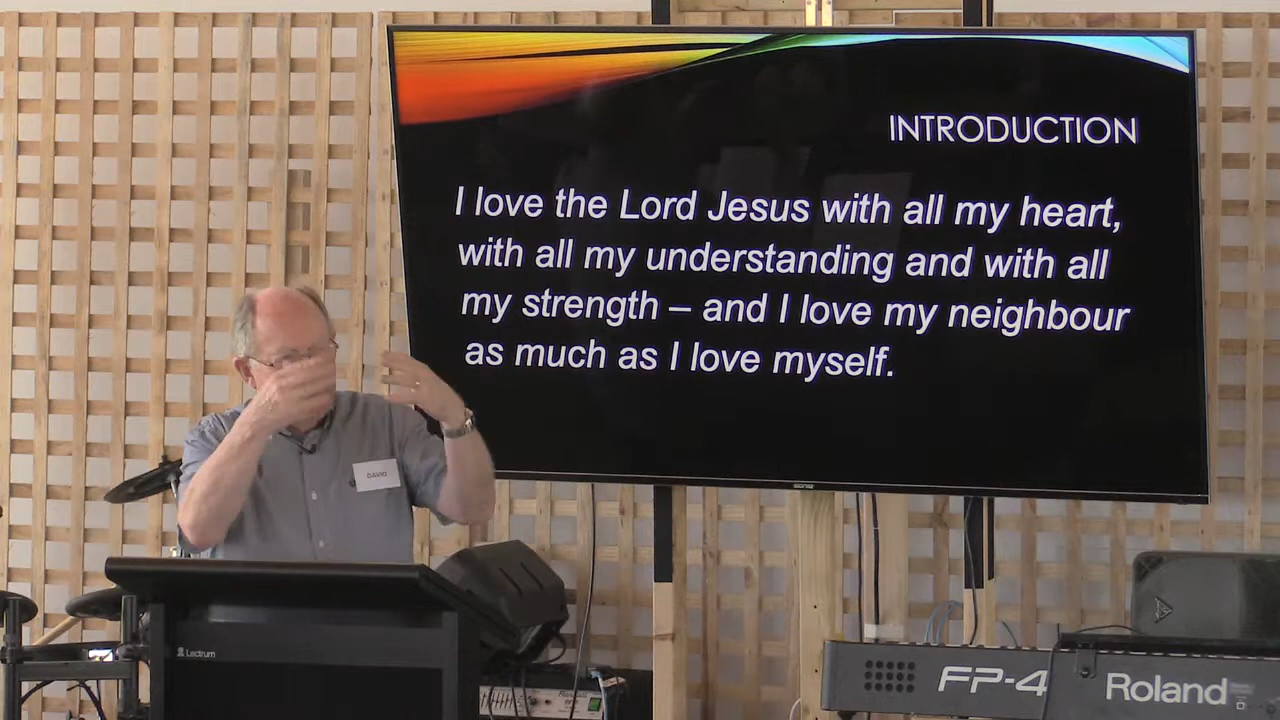 INTRODUCTION
I love the Lord Jesus with all my heart,
with all my understanding and with all
my strength – and I love my neighbour
as much as I love myself.
DAVID
Lectrum
FP-4
Roland